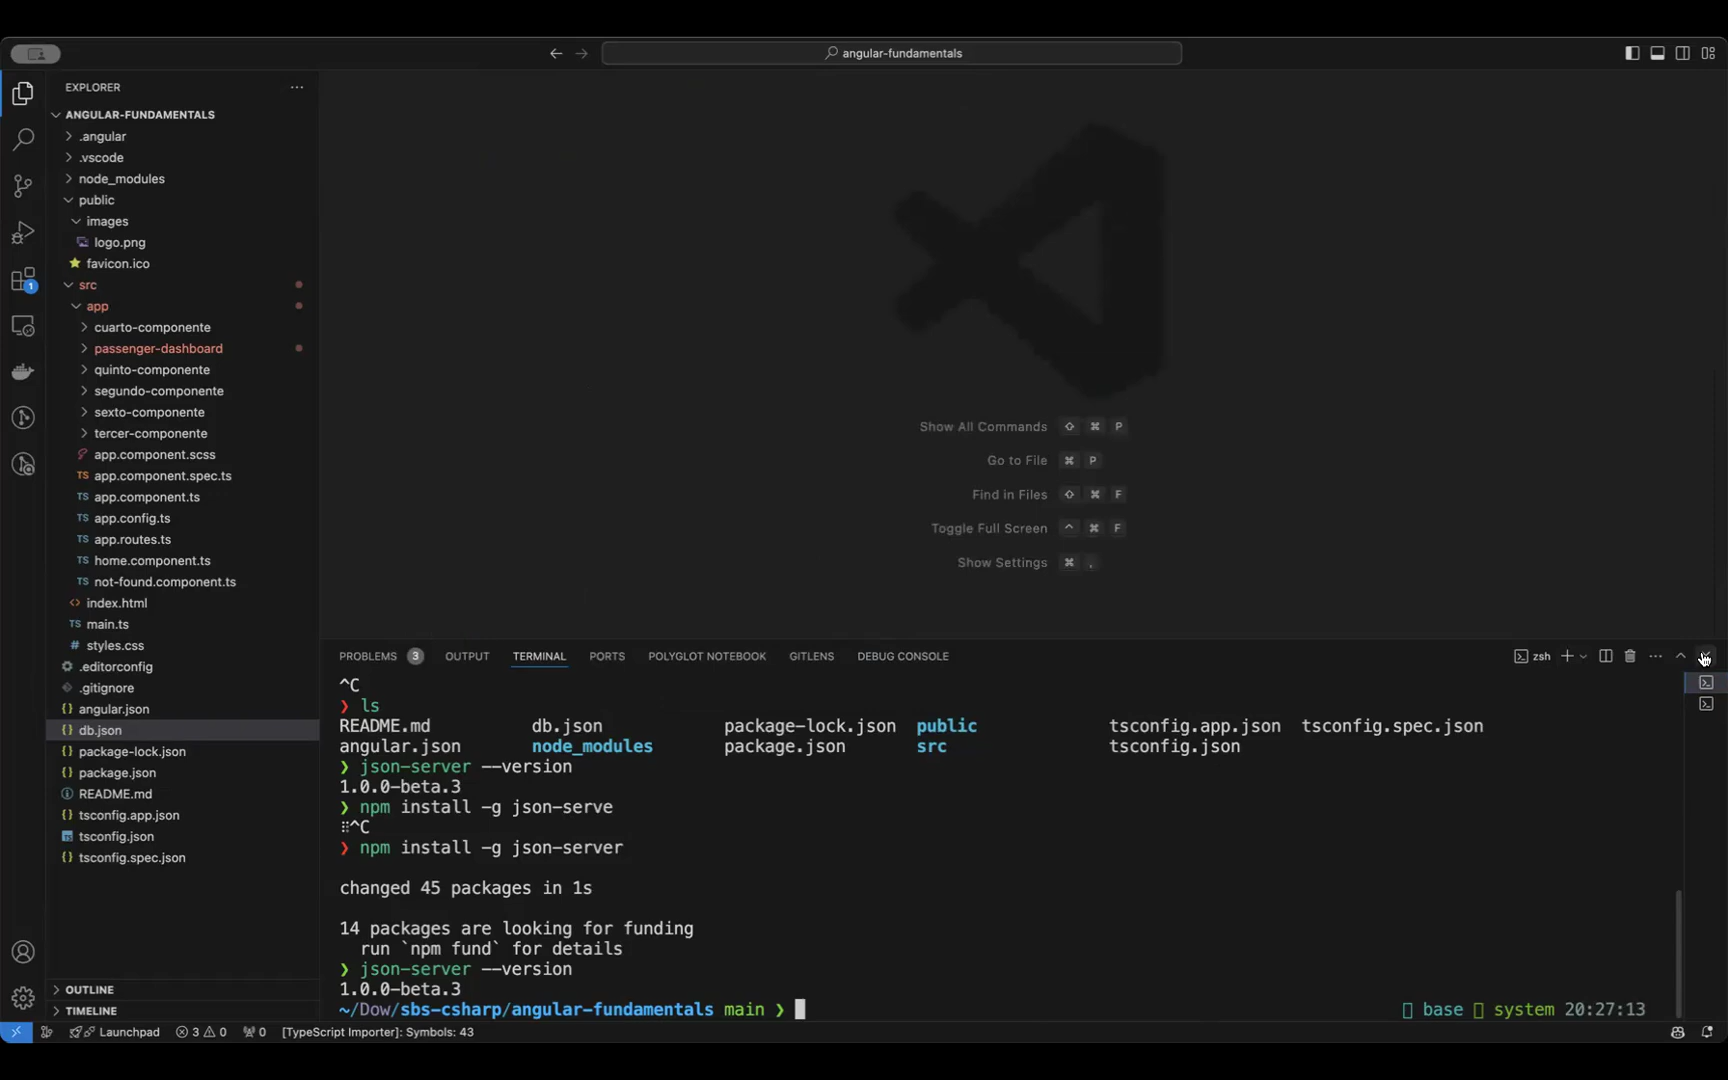 angular-fundamentals
EXPLORER
ANGULAR-FUNDAMENTALS
.angular
.vscode
node_modules
public
images
logo.png
favicon.ico
src
app
cuarto-componente
passenger-dashboard
quinto-componente
segundo-componente
sexto-componente
tercer-componente
app.component.scss
TS app.component.spec.ts
TS app.component.ts
TS app.config.ts
TS app.routes.ts
TS home.component.ts
TS not-found.component.ts
<> index.html
TS main.ts
# styles.css
.editorconfig
.gitignore
{} angular.json
{} db.json
{} package-lock.json
{} package.json
README.md
{} tsconfig.app.json
tsconfig.json
{} tsconfig.spec.json
OUTLINE
TIMELINE
1
Show All Commands ⇧ ⌘ P
Go to File ⌘ P
Find in Files ⇧ ⌘ F
Toggle Full Screen ^ ⌘ F
Show Settings ⌘ ,
PROBLEMS 3 OUTPUT TERMINAL PORTS POLYGLOT NOTEBOOK GITLENS DEBUG CONSOLE zsh
^C
❯ ls
README.md db.json package-lock.json public tsconfig.app.json tsconfig.spec.json
angular.json node_modules package.json src tsconfig.json
❯ json-server --version
1.0.0-beta.3
❯ npm install -g json-serve
⠿^C
❯ npm install -g json-server
changed 45 packages in 1s
14 packages are looking for funding
run `npm fund` for details
❯ json-server --version
1.0.0-beta.3
~/Dow/sbs-csharp/angular-fundamentals main ❯ base system 20:27:13
Launchpad 3 0 0 [TypeScript Importer]: Symbols: 43